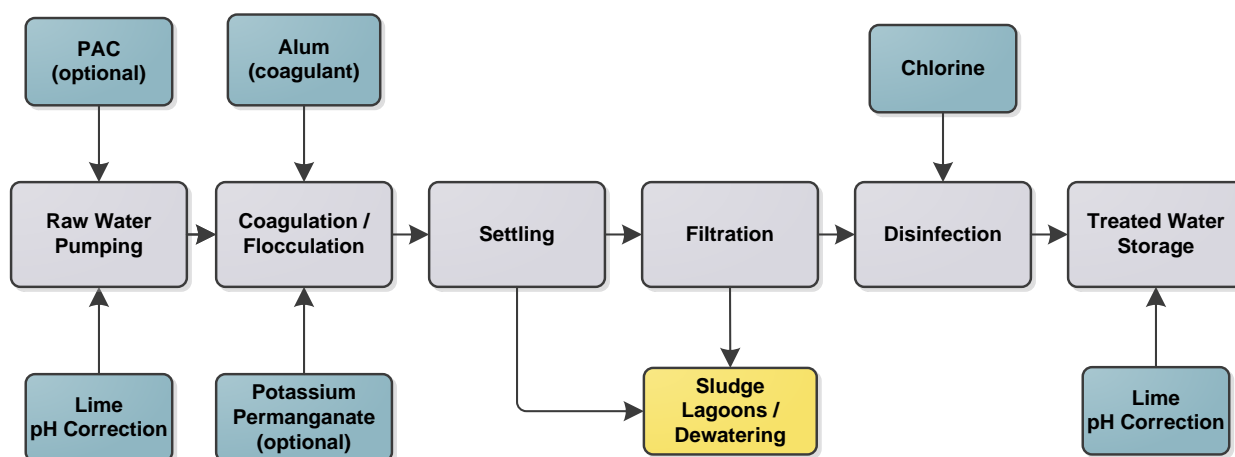 PAC
(optional)
Alum
(coagulant)
Chlorine
Raw Water
Pumping
Coagulation /
Flocculation
Settling
Filtration
Disinfection
Treated Water
Storage
Lime
pH Correction
Potassium
Permanganate
(optional)
Sludge
Lagoons /
Dewatering
Lime
pH Correction